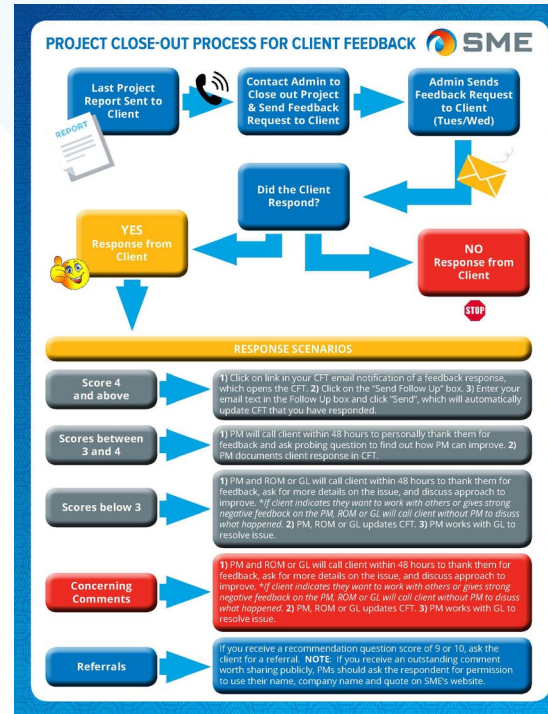 PROJECT CLOSE-OUT PROCESS FOR CLIENT FEEDBACK
SME
Last Project
Report Sent to
Client
REPORT
Contact Admin to
Close out Project
& Send Feedback
Request to Client
Admin Sends
Feedback Request
to Client
(Tues/Wed)
Did the Client
Respond?
YES
Response from
Client
NO
Response from
Client
STOP
RESPONSE SCENARIOS
Score 4
and above
1) Click on link in your CFT email notification of a feedback response,
which opens the CFT. 2) Click on the “Send Follow Up” box. 3) Enter your
email text in the Follow Up box and click “Send”, which will automatically
update CFT that you have responded.
Scores between
3 and 4
1) PM will call client within 48 hours to personally thank them for
feedback and ask probing question to find out how PM can improve. 2)
PM documents client response in CFT.
Scores below 3
1) PM and ROM or GL will call client within 48 hours to thank them for
feedback, ask for more details on the issue, and discuss approach to
improve. *If client indicates they want to work with others or gives strong
negative feedback on the PM, ROM or GL will call client without PM to discuss
what happened. 2) PM, ROM or GL updates CFT. 3) PM works with GL to
resolve issue.
Concerning
Comments
1) PM and ROM or GL will call client within 48 hours to thank them for
feedback, ask for more details on the issue, and discuss approach to
improve. *If client indicates they want to work with others or gives strong
negative feedback on the PM, ROM or GL will call client without PM to discuss
what happened. 2) PM, ROM or GL updates CFT. 3) PM works with GL to
resolve issue.
Referrals
If you receive a recommendation question score of 9 or 10, ask the
client for a referral. NOTE: If you receive an outstanding comment
worth sharing publicly, PMs should ask the respondent for permission
to use their name, company name and quote on SME's website.